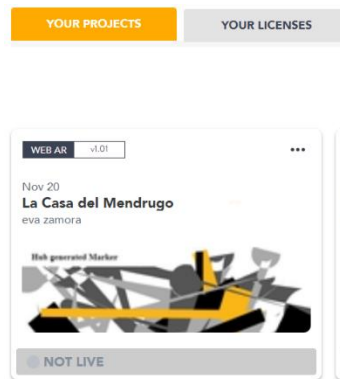 YOUR PROJECTS
YOUR LICENSES
WEB AR v1.01
Nov 20
La Casa del Mendrugo
eva zamora
Hub generated Marker
NOT LIVE